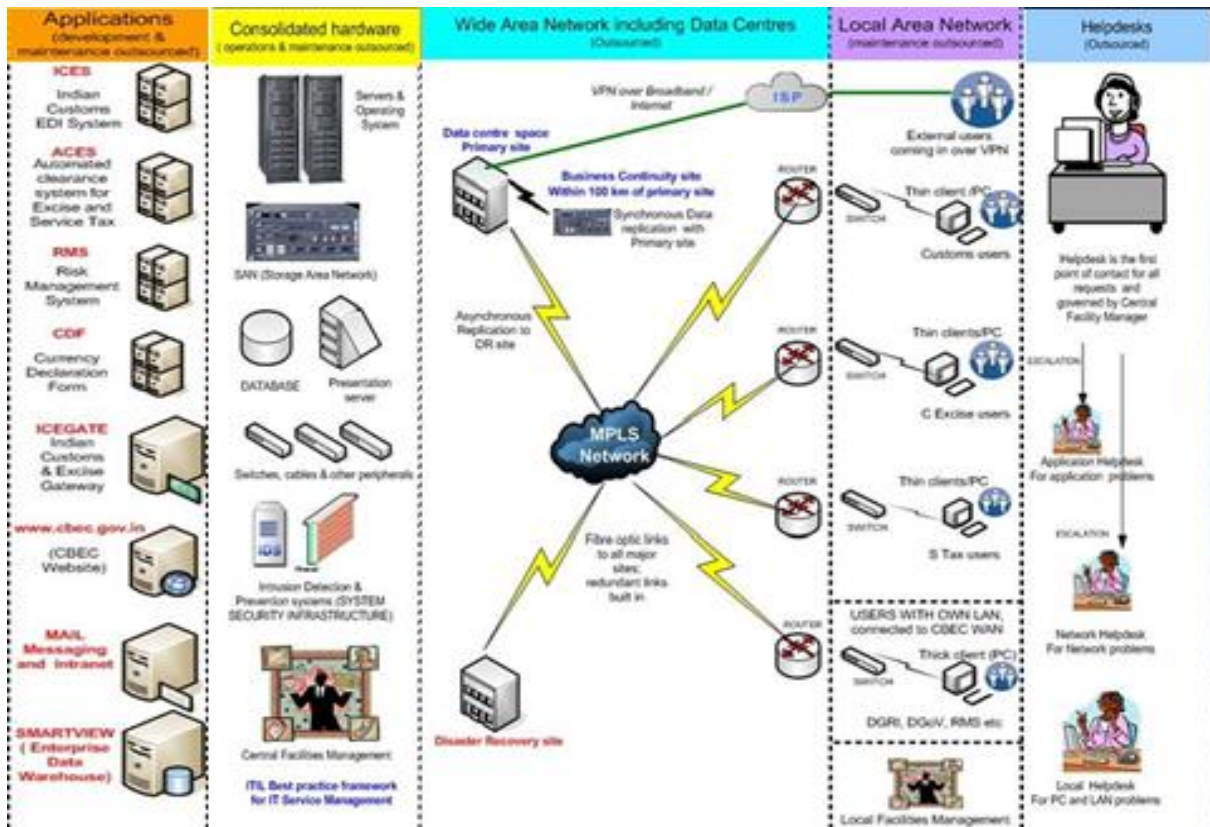 Applications
(development &
maintenance outsourced)
ICES
Indian
Customs
EDI System
ACES
Automated
clearance
system for
Excise and
Service Tax
RMS
Risk
Management
System
CDF
Currency
Declaration
Form
ICEGATE
Indian
Customs
& Excise
Gateway
www.cbec.gov.in
(CBEC
Website)
MAIL
Messaging
and Intranet
SMARTVIEW
( Enterprise
Data
Warehouse)
Consolidated hardware
( operations & maintenance outsourced)
Servers &
Operating
System
SAN (Storage Area Network)
DATABASE
Presentation
server
Switches, cables & other peripherals
IDS
Intrusion Detection &
Prevention systems (SYSTEM
SECURITY INFRASTRUCTURE)
Central Facilities Management
ITIL Best practice framework
for IT Service Management
Wide Area Network including Data Centres
(Outsourced)
VPN over Broadband /
Internet
ISP
Data centre space
Primary site
Business Continuity site
Within 100 km of primary site
Synchronous Data
replication with
Primary site
ROUTER
Asynchronous
Replication to
DR site
ROUTER
MPLS
Network
ROUTER
Fibre optic links
to all major
sites;
redundant links
built in
ROUTER
Disaster Recovery site
Local Area Network
(maintenance outsourced)
External users
coming in over VPN
Thin client /PC
SWITCH
Customs users
Thin clients/PC
SWITCH
C Excise users
Thin clients/PC
SWITCH
S Tax users
USERS WITH OWN LAN,
connected to CBEC WAN
Thick client (PC)
SWITCH
DGRI, DGoV, RMS etc
Local Facilities Management
Helpdesks
(Outsourced)
Helpdesk is the first
point of contact for all
requests and
governed by Central
Facility Manager
ESCALATION
Application Helpdesk
For application problems
ESCALATION
Network Helpdesk
For Network problems
Local Helpdesk
For PC and LAN problems